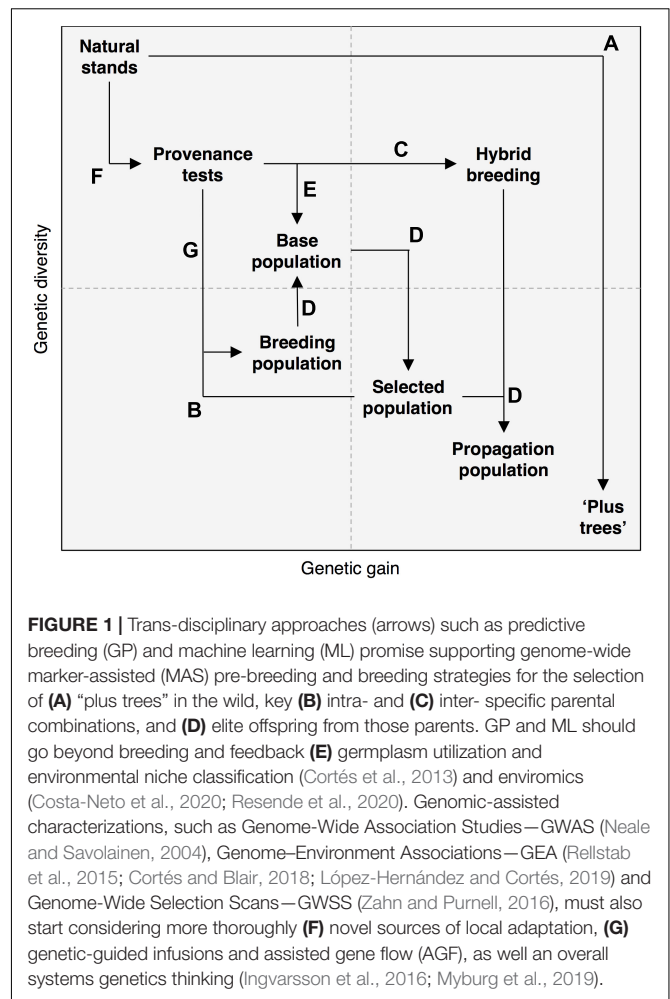 Natural
stands
A
F
Provenance
tests
C
Hybrid
breeding
E
G
Base
population
D
D
Breeding
population
Selected
population
D
B
Propagation
population
‘Plus
trees’
Genetic diversity
Genetic gain
FIGURE 1 | Trans-disciplinary approaches (arrows) such as predictive
breeding (GP) and machine learning (ML) promise supporting genome-wide
marker-assisted (MAS) pre-breeding and breeding strategies for the selection
of (A) “plus trees” in the wild, key (B) intra- and (C) inter- specific parental
combinations, and (D) elite offspring from those parents. GP and ML should
go beyond breeding and feedback (E) germplasm utilization and
environmental niche classification (Cortés et al., 2013) and enviromics
(Costa-Neto et al., 2020; Resende et al., 2020). Genomic-assisted
characterizations, such as Genome-Wide Association Studies—GWAS (Neale
and Savolainen, 2004), Genome–Environment Associations—GEA (Rellstab
et al., 2015; Cortés and Blair, 2018; López-Hernández and Cortés, 2019) and
Genome-Wide Selection Scans—GWSS (Zahn and Purnell, 2016), must also
start considering more thoroughly (F) novel sources of local adaptation, (G)
genetic-guided infusions and assisted gene flow (AGF), as well an overall
systems genetics thinking (Ingvarsson et al., 2016; Myburg et al., 2019).